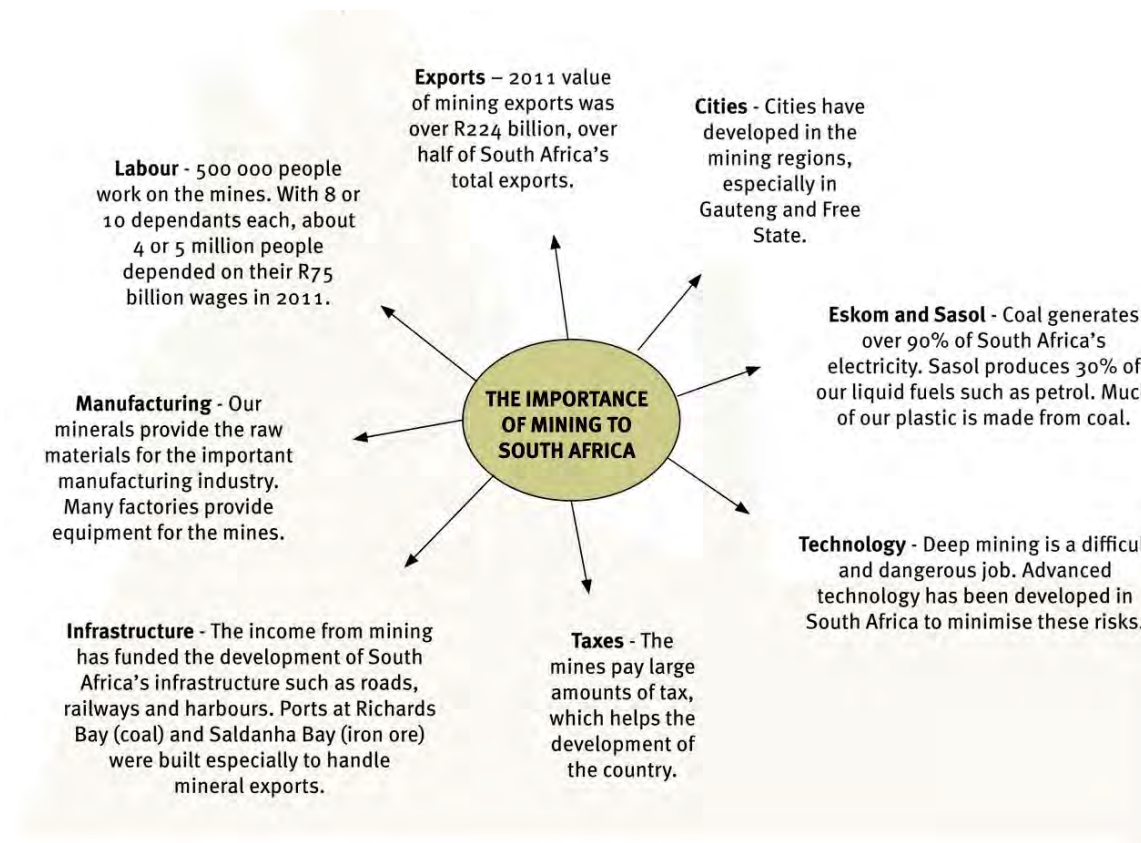 Exports – 2011 value
of mining exports was
over R224 billion, over
half of South Africa's
total exports.
Cities - Cities have
developed in the
mining regions,
especially in
Gauteng and Free
State.
Labour - 500 000 people
work on the mines. With 8 or
10 dependants each, about
4 or 5 million people
depended on their R75
billion wages in 2011.
Eskom and Sasol - Coal generates
over 90% of South Africa's
electricity. Sasol produces 30% of
our liquid fuels such as petrol.
of our plastic is made from coal.
THE IMPORTANCE
OF MINING TO
SOUTH AFRICA
Manufacturing - Our
minerals provide the raw
materials for the important
manufacturing industry.
Many factories provide
equipment for the mines.
Technology - Deep mining is a
and dangerous job. Advanced
technology has been developed in
South Africa to minimise these risks.
Infrastructure - The income from mining
has funded the development of South
Africa's infrastructure such as roads,
railways and harbours. Ports at Richards
Bay (coal) and Saldanha Bay (iron ore)
were built especially to handle
mineral exports.
Taxes - The
mines pay large
amounts of tax,
which helps the
development of
the country.